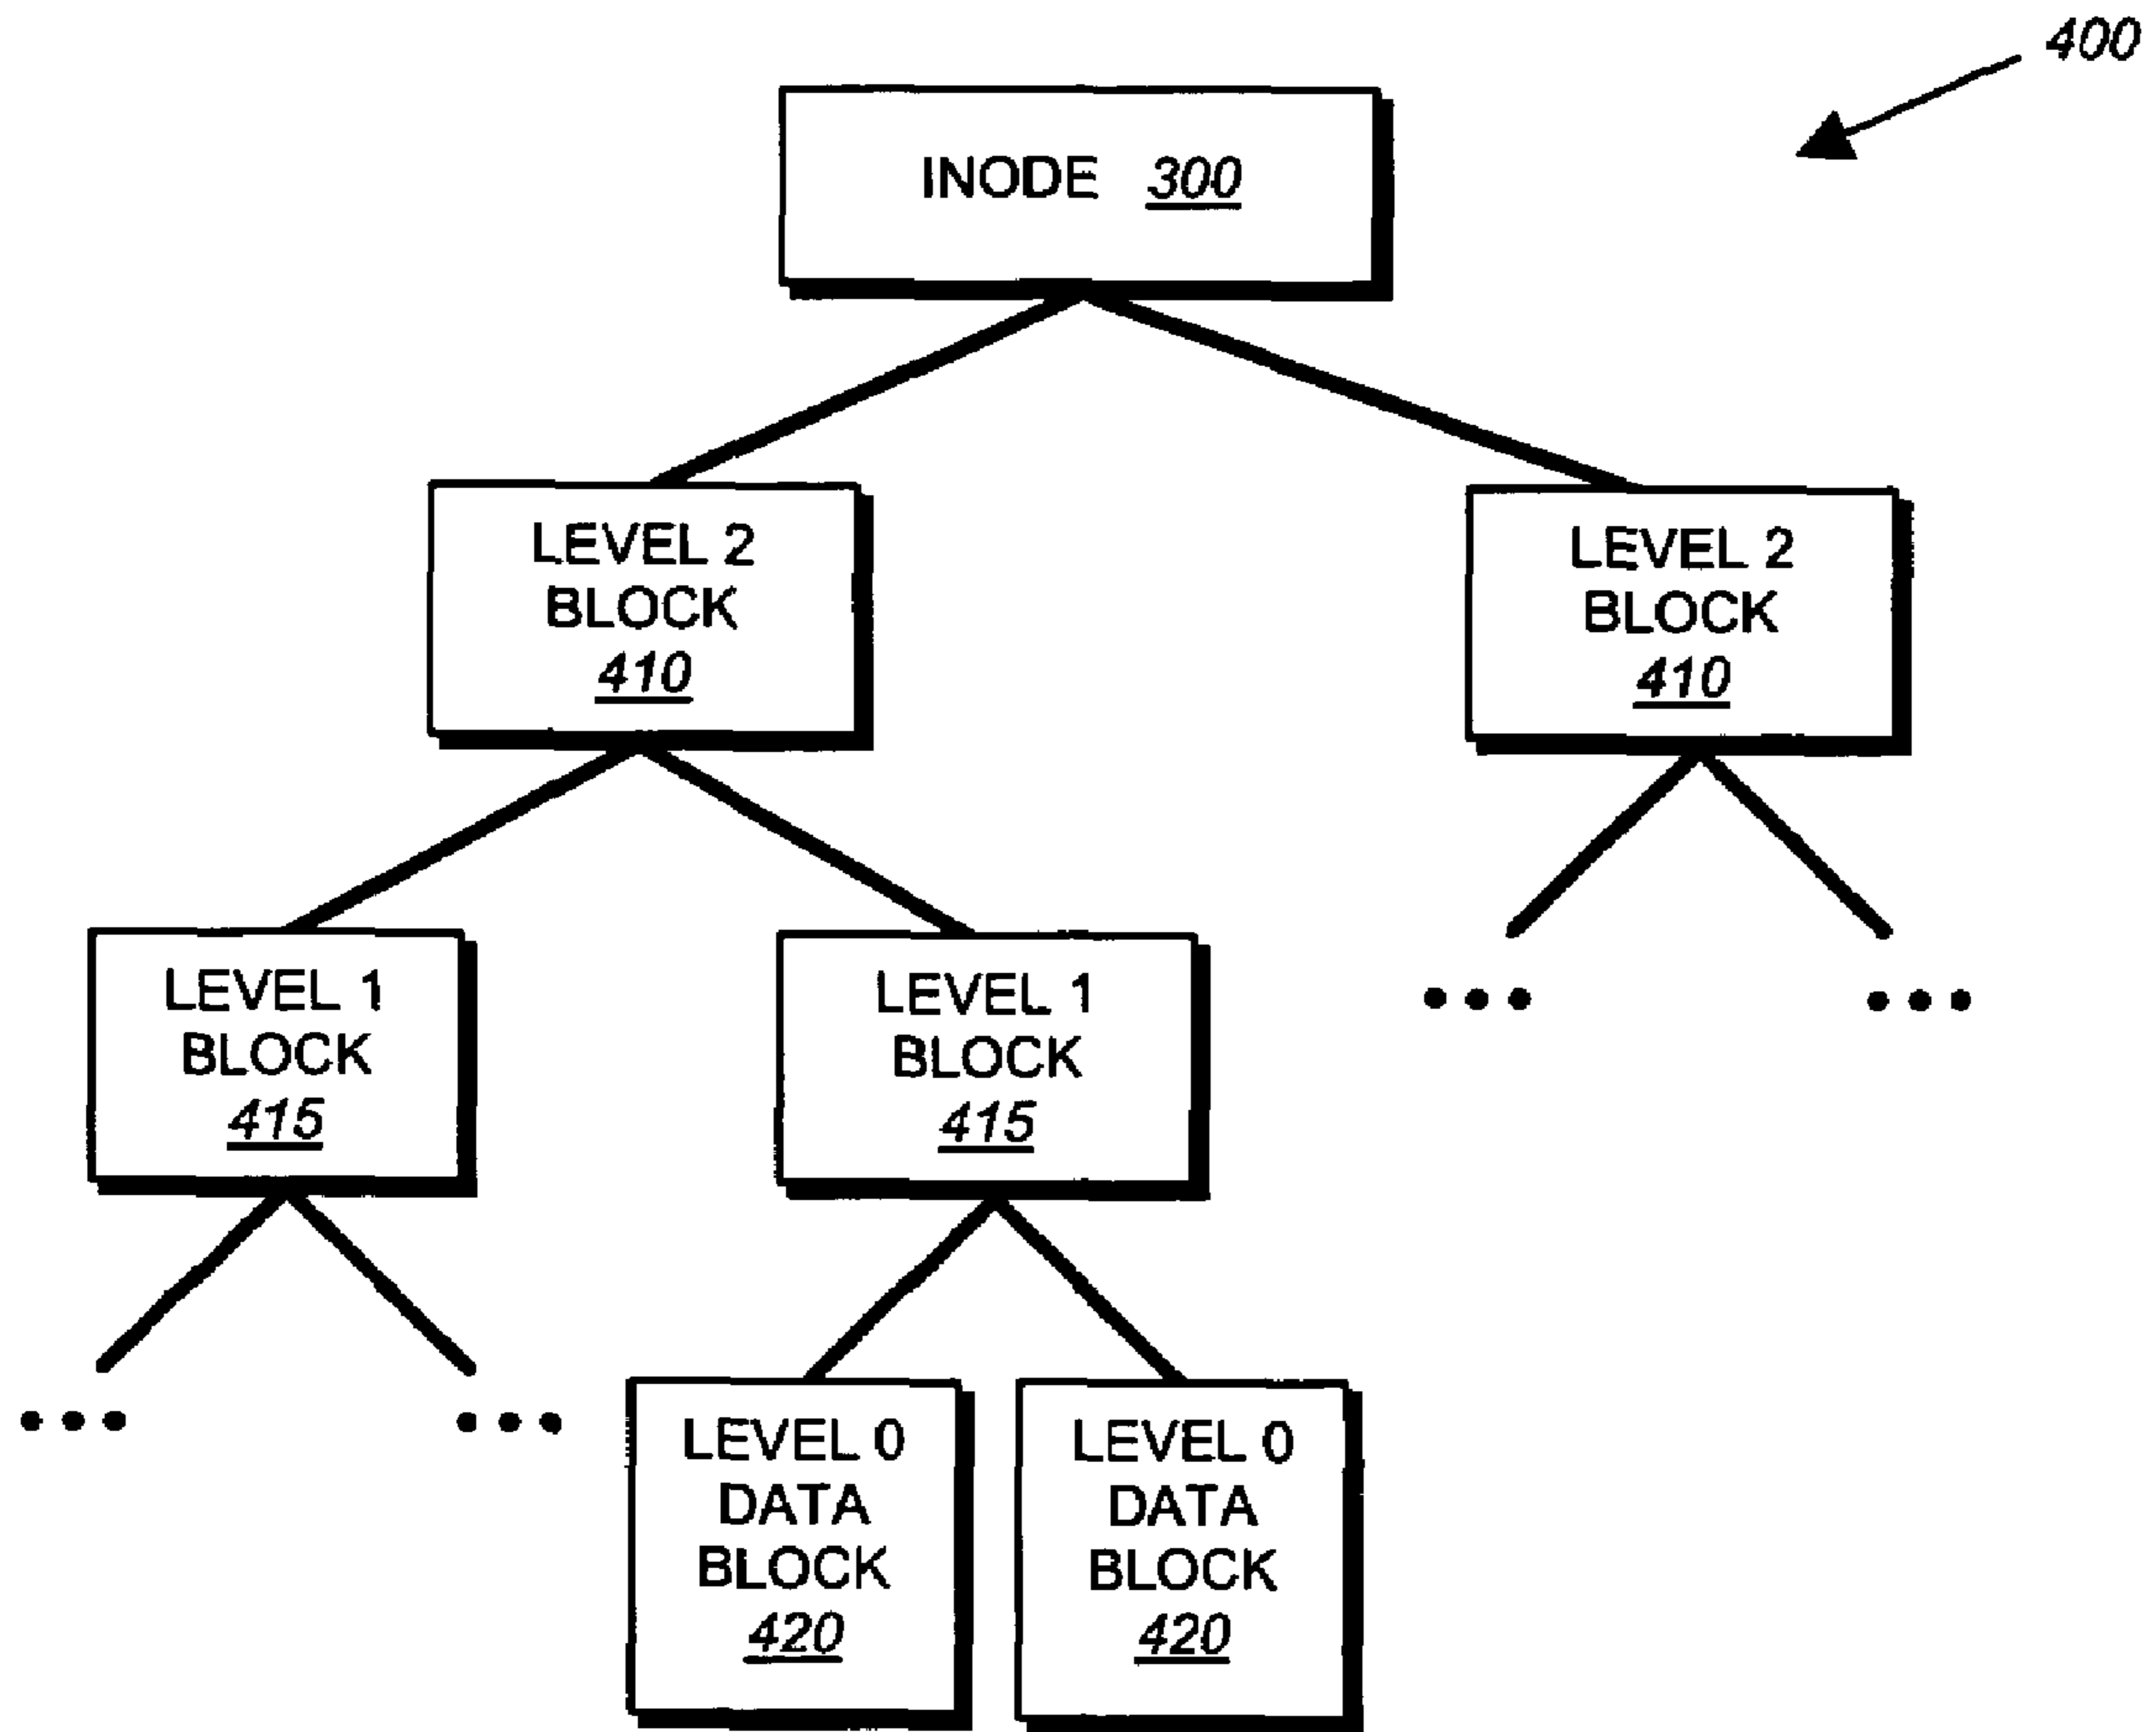 400
INODE 300
LEVEL 2
BLOCK
410
LEVEL 2
BLOCK
410
LEVEL 1
BLOCK
415
LEVEL 1
BLOCK
415
• • •
• • •
• • •
• • •
LEVEL 0
DATA
BLOCK
420
LEVEL 0
DATA
BLOCK
420